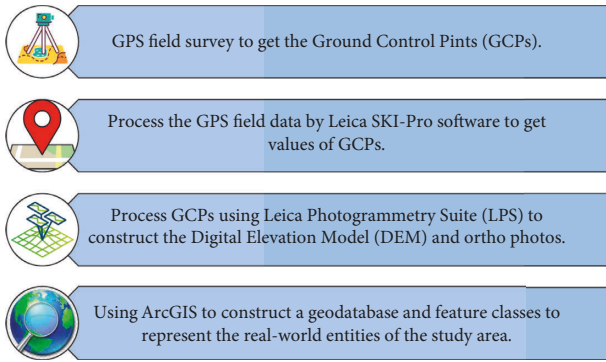 GPS field survey to get the Ground Control Pints (GCPs).
Process the GPS field data by Leica SKI-Pro software to get
values of GCPs.
Process GCPs using Leica Photogrammetry Suite (LPS) to
construct the Digital Elevation Model (DEM) and ortho photos.
Using ArcGIS to construct a geodatabase and feature classes to
represent the real-world entities of the study area.